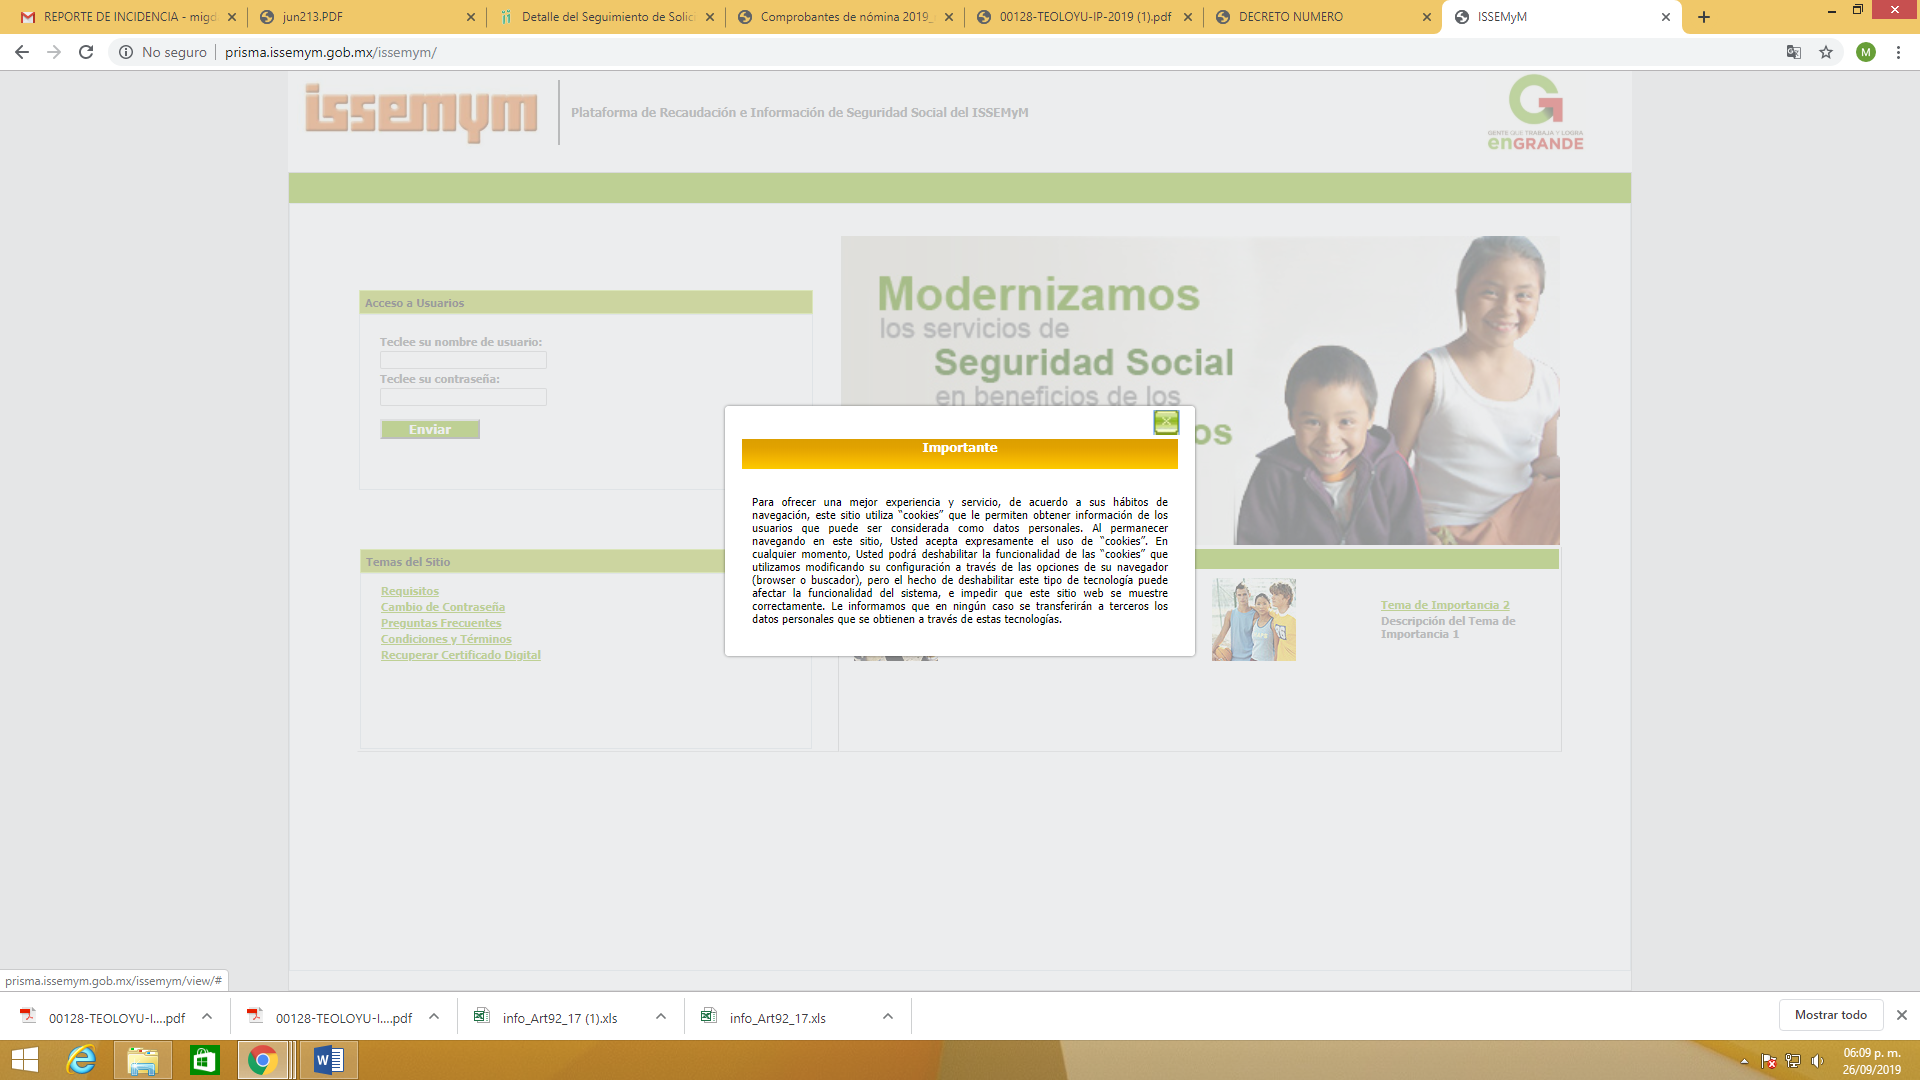 REPORTE DE INCIDENCIA - migd
jun213.PDF
Detalle del Seguimiento de Solici
Comprobantes de nómina 2019_
00128-TEOLOYU-IP-2019 (1).pdf
DECRETO NUMERO
ISSEMyM
No seguro
prisma.issemym.gob.mx/issemym/
M
issemym
Plataforma de Recaudación e Información de Seguridad Social del ISSEMyM
GENTE QUE TRABAJA Y LOGRA
enGRANDE
Acceso a Usuarios
Teclee su nombre de usuario:
Teclee su contraseña:
Enviar
Modernizamos
los servicios de
Seguridad Social
en beneficios de los
os
Importante
Para ofrecer una mejor experiencia y servicio, de acuerdo a sus hábitos de
navegación, este sitio utiliza “cookies” que le permiten obtener información de los
usuarios que puede ser considerada como datos personales. Al permanecer
navegando en este sitio, Usted acepta expresamente el uso de “cookies”. En
cualquier momento, Usted podrá deshabilitar la funcionalidad de las “cookies” que
utilizamos modificando su configuración a través de las opciones de su navegador
(browser o buscador), pero el hecho de deshabilitar este tipo de tecnología puede
afectar la funcionalidad del sistema, e impedir que este sitio web se muestre
correctamente. Le informamos que en ningún caso se transferirán a terceros los
datos personales que se obtienen a través de estas tecnologías.
Temas del Sitio
Requisitos
Cambio de Contraseña
Preguntas Frecuentes
Condiciones y Términos
Recuperar Certificado Digital
Tema de Importancia 2
Descripción del Tema de
Importancia 1
prisma.issemym.gob.mx/issemym/view/#
00128-TEOLOYU-I....pdf
00128-TEOLOYU-I....pdf
info_Art92_17 (1).xls
info_Art92_17.xls
Mostrar todo
06:09 p. m.
26/09/2019